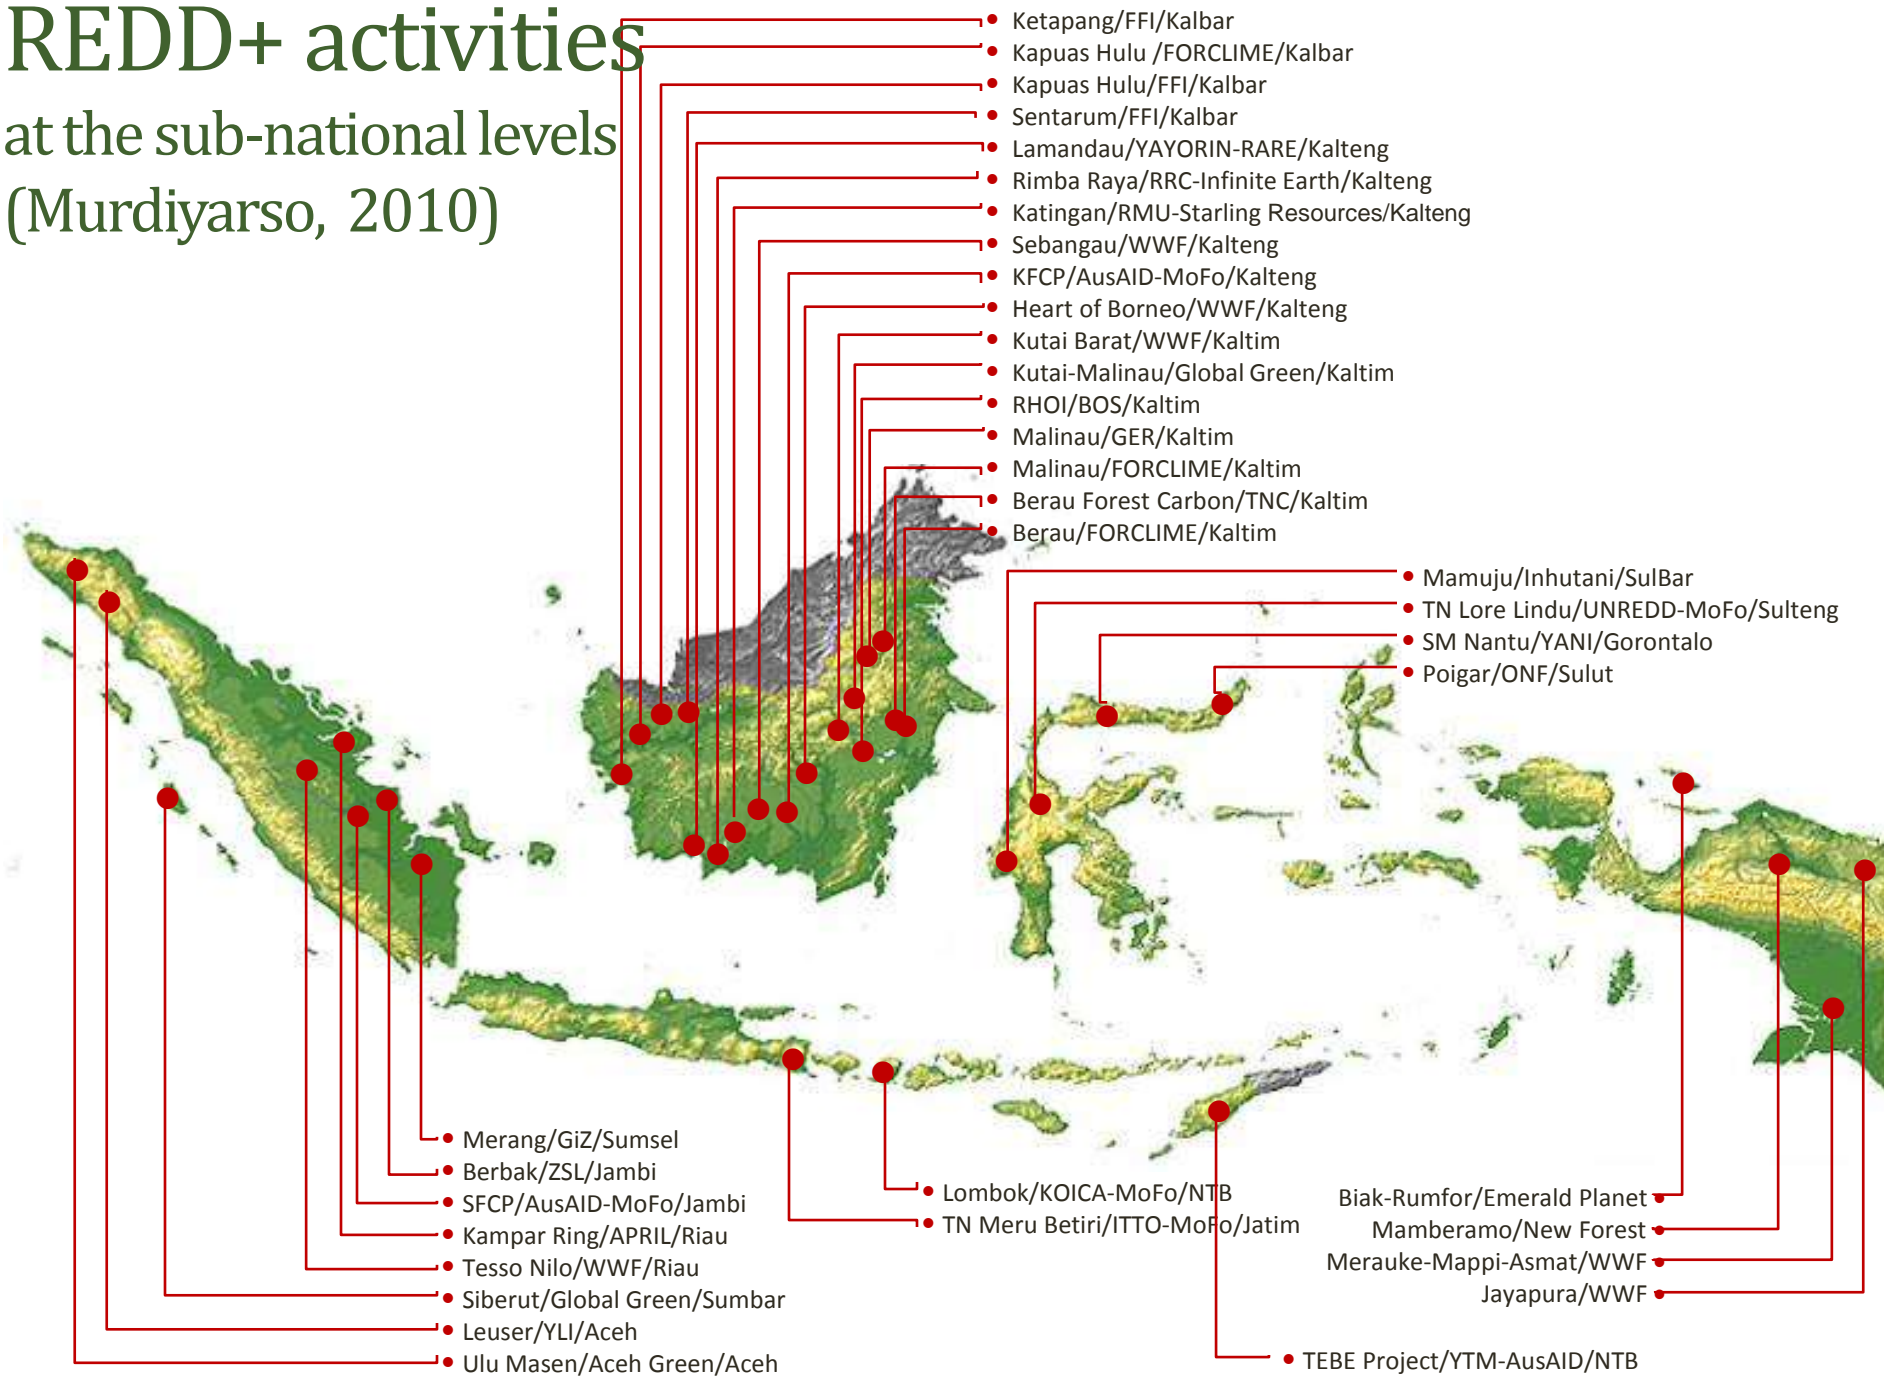 REDD+ activities
at the sub-national levels
(Murdiyarso, 2010)
Ketapang/FFI/Kalbar
Kapuas Hulu /FORCLIME/Kalbar
Kapuas Hulu/FFI/Kalbar
Sentarum/FFI/Kalbar
Lamandau/YAYORIN-RARE/Kalteng
Rimba Raya/RRC-Infinite Earth/Kalteng
Katingan/RMU-Starling Resources/Kalteng
Sebangau/WWF/Kalteng
KFCP/AusAID-MoFo/Kalteng
Heart of Borneo/WWF/Kalteng
Kutai Barat/WWF/Kaltim
Kutai-Malinau/Global Green/Kaltim
RHOI/BOS/Kaltim
Malinau/GER/Kaltim
Malinau/FORCLIME/Kaltim
Berau Forest Carbon/TNC/Kaltim
Berau/FORCLIME/Kaltim
Mamuju/Inhutani/SulBar
TN Lore Lindu/UNREDD-MoFo/Sulteng
SM Nantu/YANI/Gorontalo
Poigar/ONF/Sulut
Merang/GiZ/Sumsel
Berbak/ZSL/Jambi
SFCP/AusAID-MoFo/Jambi
Kampar Ring/APRIL/Riau
Tesso Nilo/WWF/Riau
Siberut/Global Green/Sumbar
Leuser/YLI/Aceh
Ulu Masen/Aceh Green/Aceh
Lombok/KOICA-MoFo/NTB
TN Meru Betiri/ITTO-MoFo/Jatim
Biak-Rumfor/Emerald Planet
Mamberamo/New Forest
Merauke-Mappi-Asmat/WWF
Jayapura/WWF
TEBE Project/YTM-AusAID/NTB